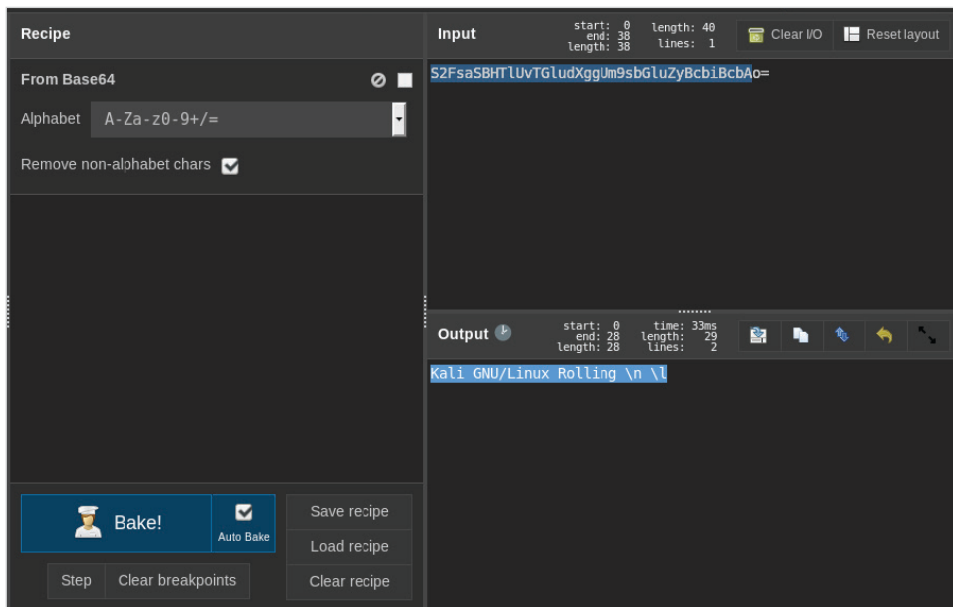 Recipe
From Base64
Alphabet A-Za-z0-9+/=
Remove non-alphabet chars
Bake!
Auto Bake
Step
Clear breakpoints
Save recipe
Load recipe
Clear recipe
Input
start: 0
end: 38
length: 38
length: 40
lines: 1
Clear I/O
Reset layout
S2FsaSBHTlUvTGludXggUm9sbGluZyBcbiBcbAo=
Output
start: 0
end: 28
length: 28
time: 33ms
length: 29
lines: 2
Kali GNU/Linux Rolling \n \l